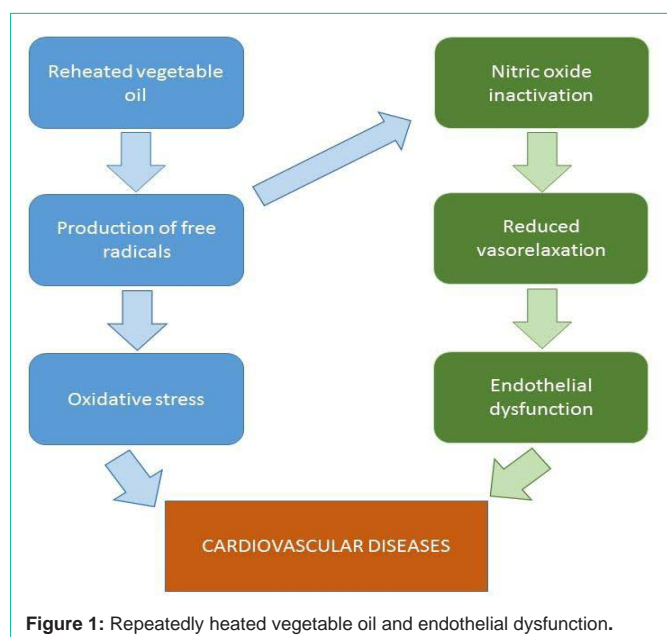 Reheated vegetable
oil
Production of free
radicals
Oxidative stress
Nitric oxide
inactivation
Reduced
vasorelaxation
Endothelial
dysfunction
CARDIOVASCULAR DISEASES
Figure 1: Repeatedly heated vegetable oil and endothelial dysfunction.